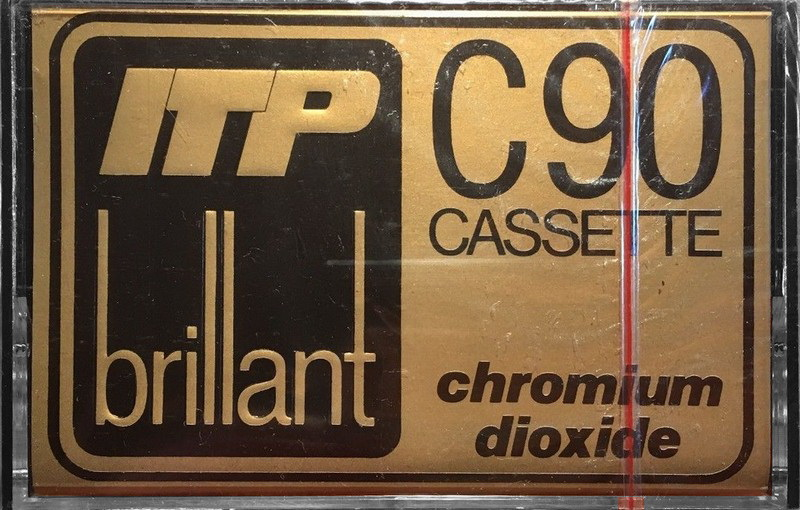 ITP
brillant
C90
CASSETTE
chromium
dioxide